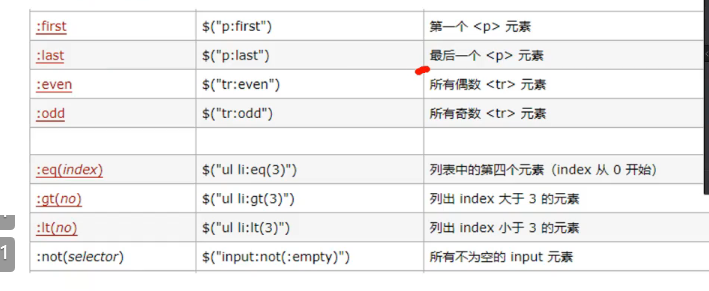 :first $("p:first") 第一个 <p> 元素
:last $("p:last") 最后一个 <p> 元素
:even $("tr:even") 所有偶数 <tr> 元素
:odd $("tr:odd") 所有奇数 <tr> 元素
:eq(index) $("ul li:eq(3)") 列表中的第四个元素（index 从 0 开始）
:gt(no) $("ul li:gt(3)") 列出 index 大于 3 的元素
:lt(no) $("ul li:lt(3)") 列出 index 小于 3 的元素
1
:not(selector) $("input:not(:empty)") 所有不为空的 input 元素